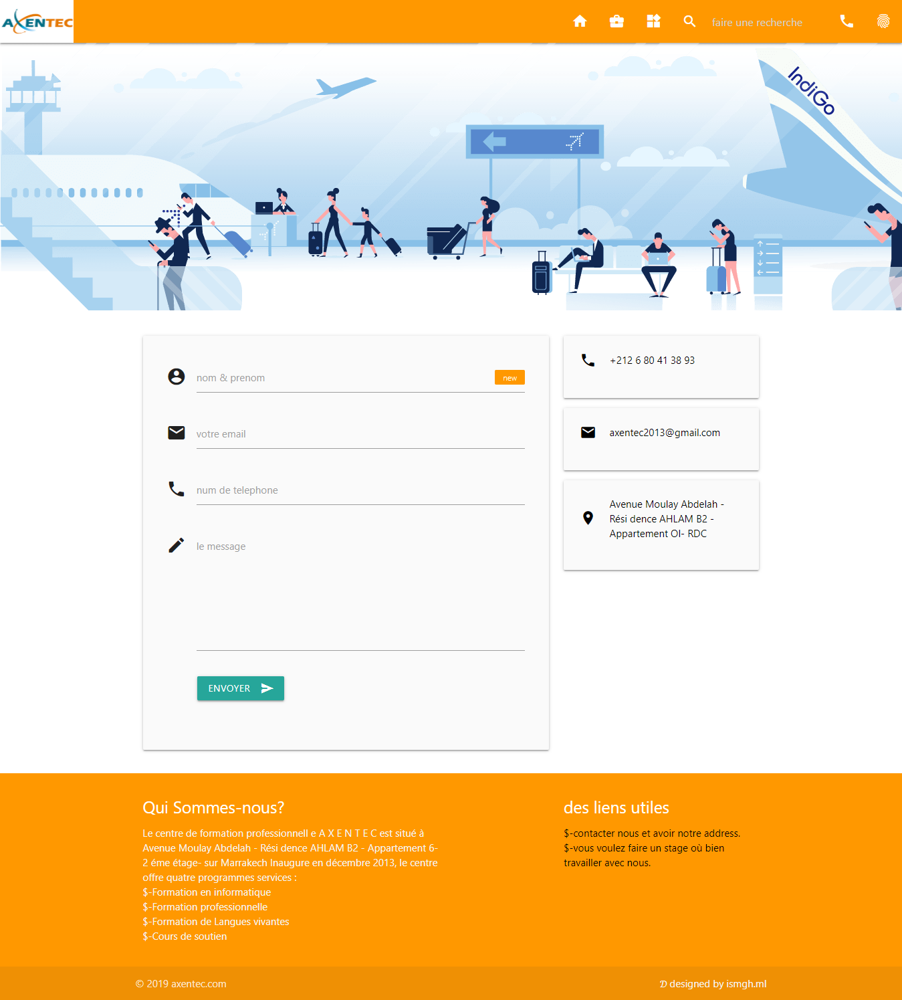 AXENTEC
faire une recherche
IndiGo
nom & prenom
new
votre email
num de telephone
le message
ENVOYER
+212 6 80 41 38 93
axentec2013@gmail.com
Avenue Moulay Abdelah -
Rési dence AHLAM B2 -
Appartement OI- RDC
Qui Sommes-nous?
Le centre de formation professionnell e A X E N T E C est situé à
Avenue Moulay Abdelah - Rési dence AHLAM B2 - Appartement 6-
2 éme étage- sur Marrakech Inaugure en décembre 2013, le centre
offre quatre programmes services :
$-Formation en informatique
$-Formation professionnelle
$-Formation de Langues vivantes
$-Cours de soutien
des liens utiles
$-contacter nous et avoir notre address.
$-vous voulez faire un stage où bien
travailler avec nous.
© 2019 axentec.com
𝓓 designed by ismgh.ml